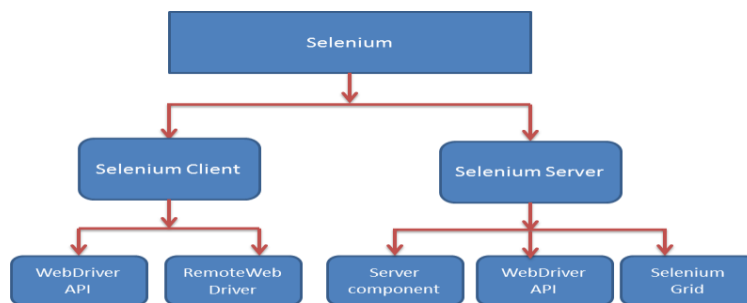 Selenium
Selenium Client
Selenium Server
WebDriver
API
RemoteWeb
Driver
Server
component
WebDriver
API
Selenium
Grid